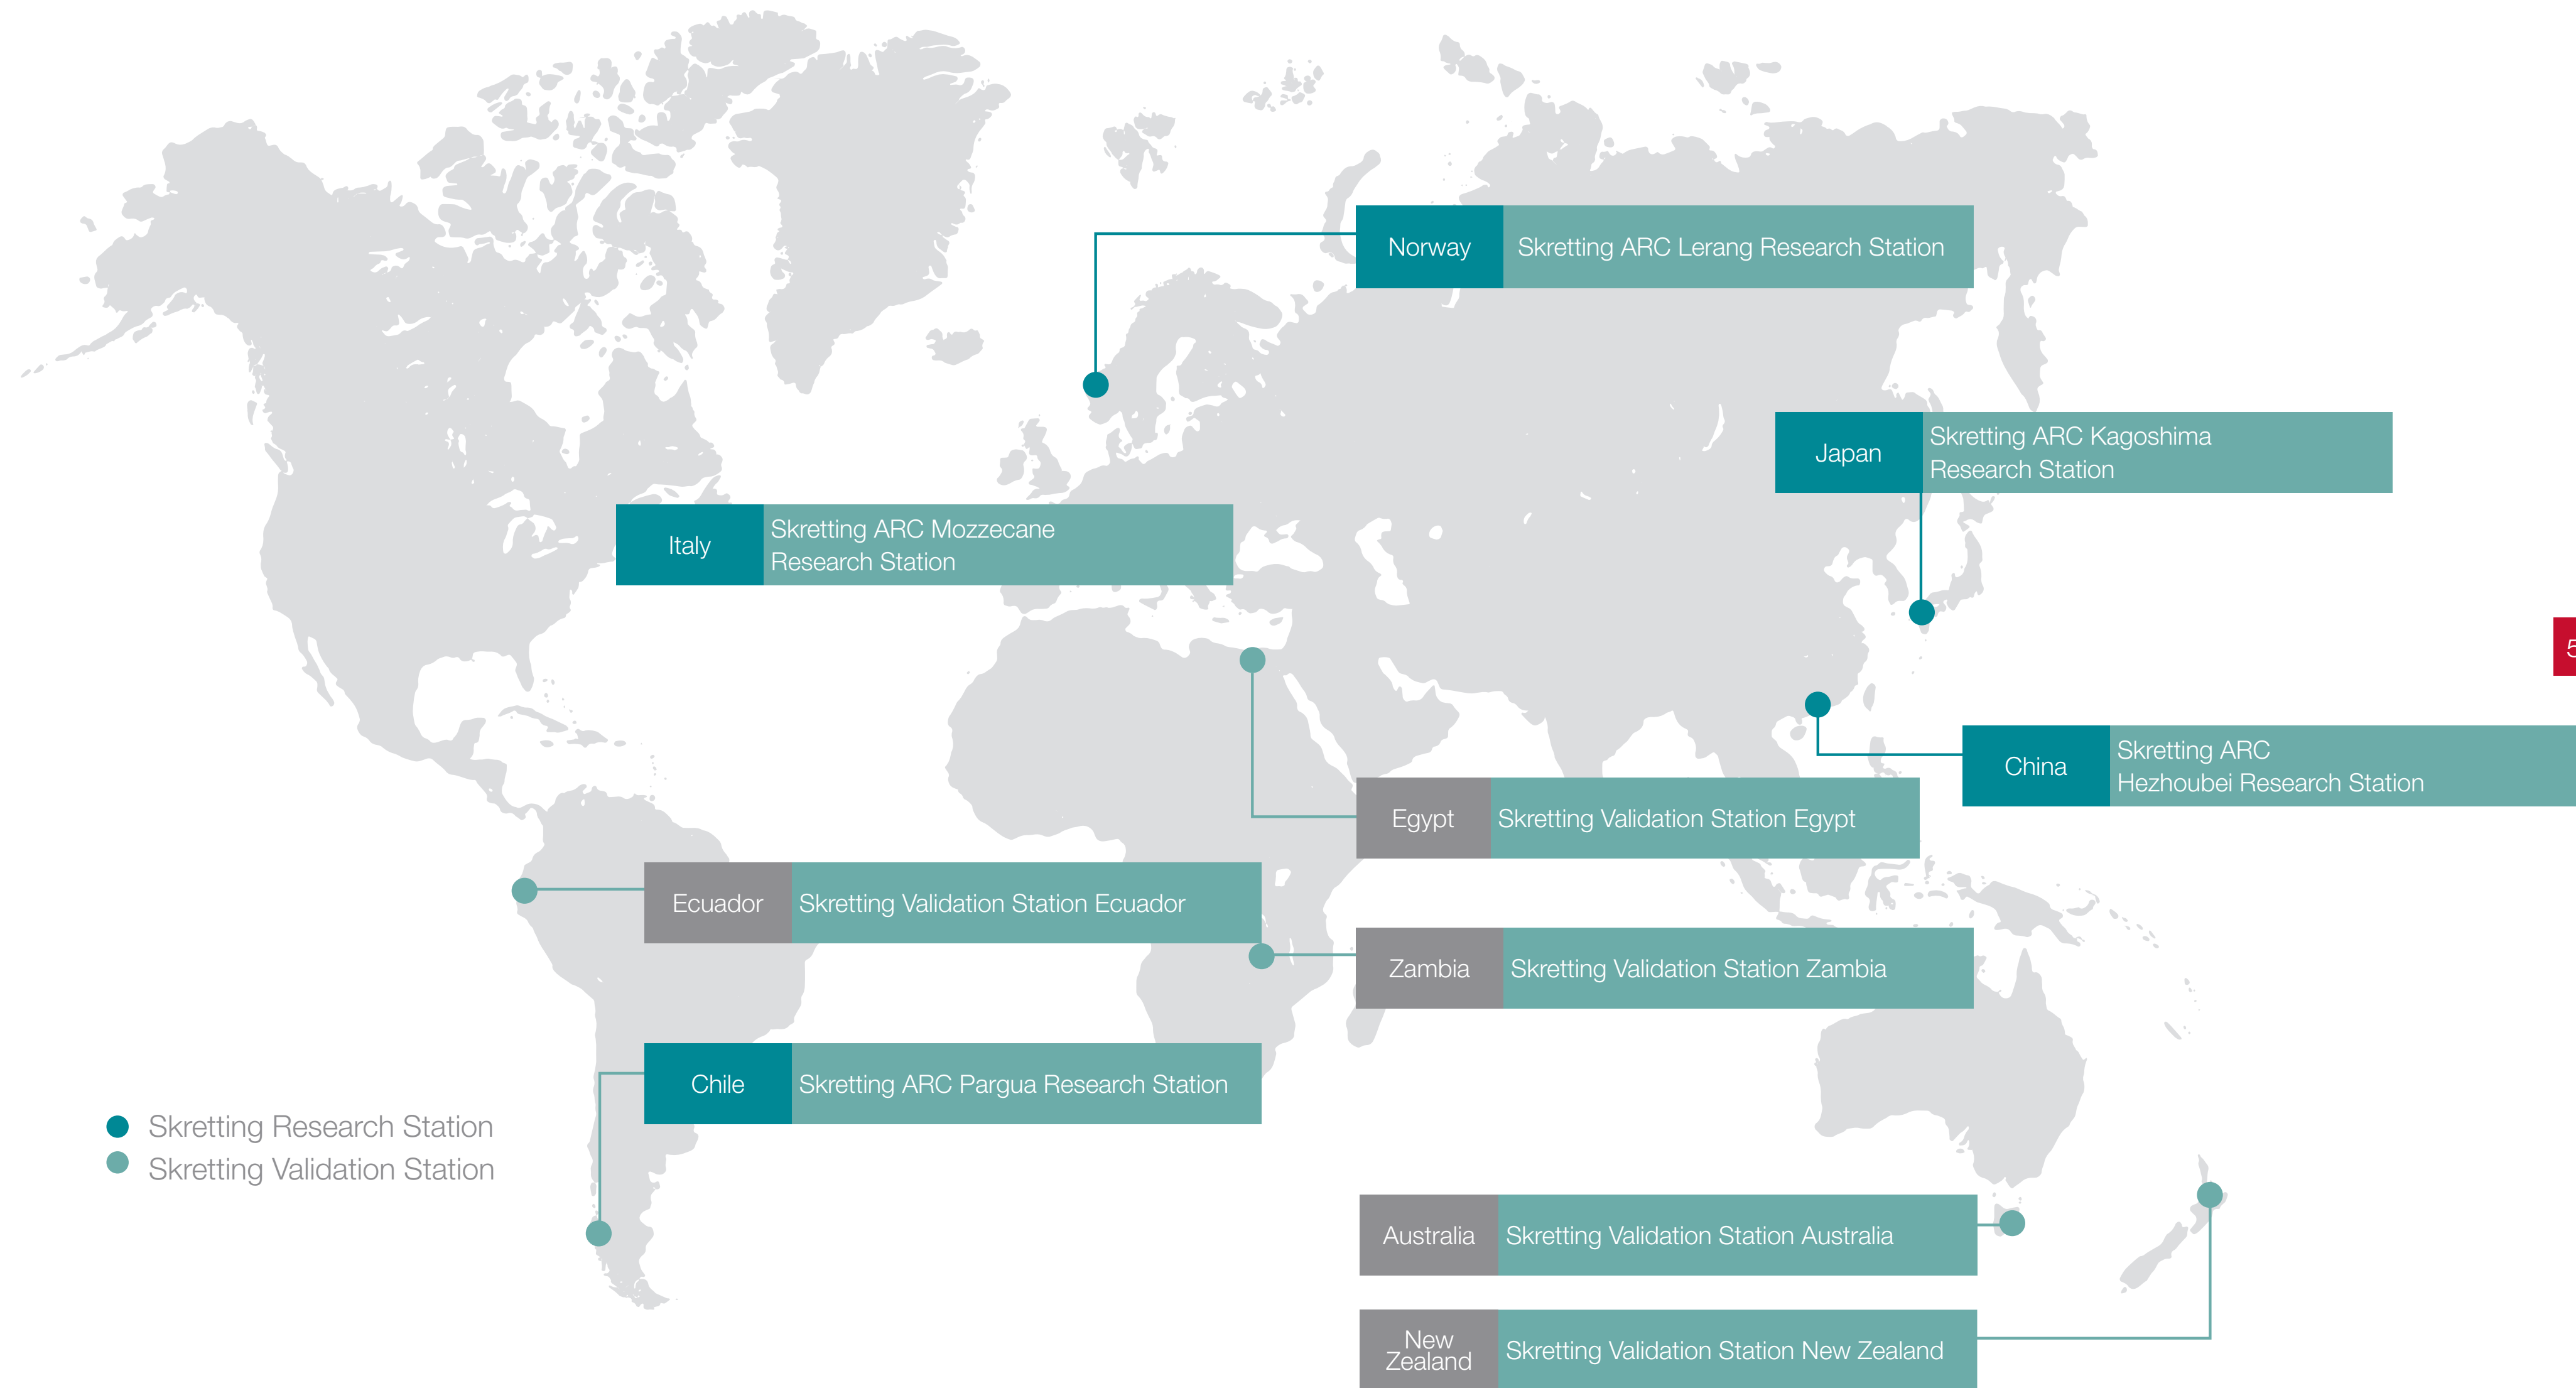 Norway
Skretting ARC Lerang Research Station
Japan
Skretting ARC Kagoshima
Research Station
Italy
Skretting ARC Mozzecane
Research Station
5
China
Skretting ARC
Hezhoubei Research Station
Egypt
Skretting Validation Station Egypt
Ecuador
Skretting Validation Station Ecuador
Zambia
Skretting Validation Station Zambia
Chile
Skretting ARC Pargua Research Station
Skretting Research Station
Skretting Validation Station
Australia
Skretting Validation Station Australia
New
Zealand
Skretting Validation Station New Zealand